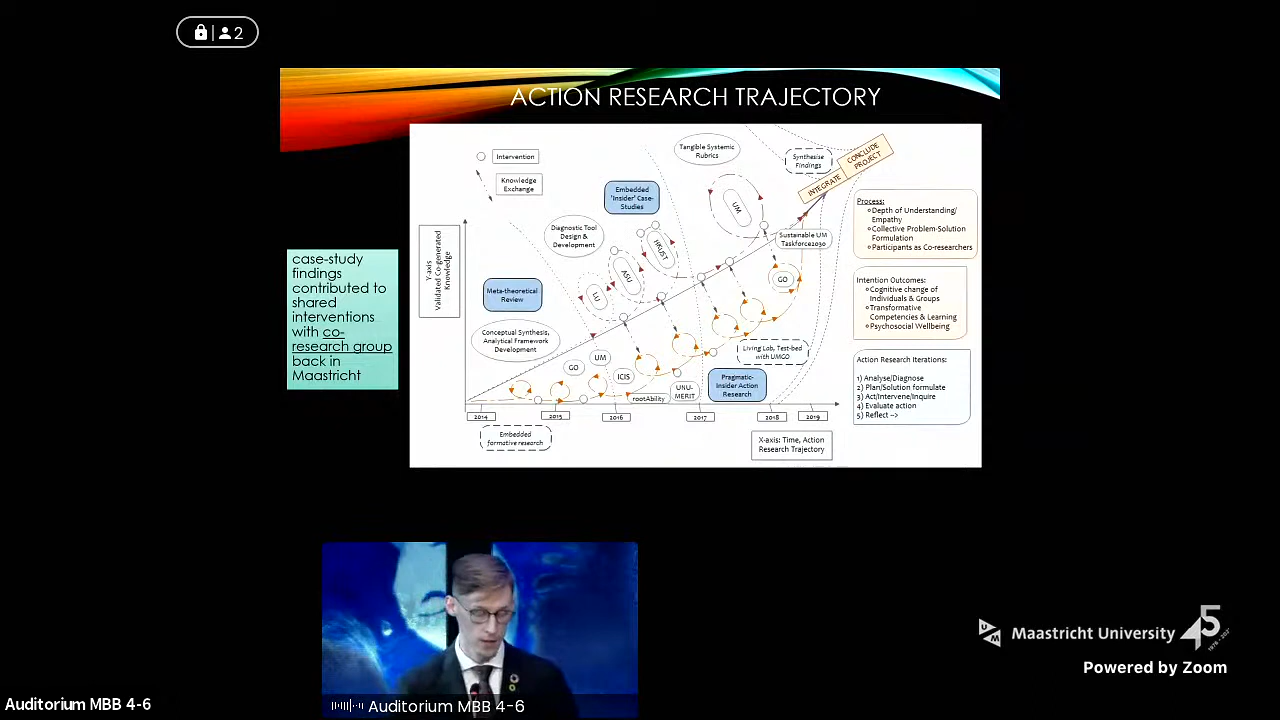 2
ACTION RESEARCH TRAJECTORY
case-study
findings
contributed to
shared
interventions
with co-
research group
back in
Maastricht
Intervention
Knowledge
Exchange
Y-axis
Validated Co-generated
Knowledge
Tangible Systemic
Rubrics
Synthesise
Findings
INTEGRATE
CONCLUDE
PROJECT
Embedded
'Insider' Case-
Studies
Diagnostic Tool
Design &
Development
Meta-theoretical
Review
Conceptual Synthesis,
Analytical Framework
Development
LU
ASU
HKUST
UM
Sustainable UM
Taskforce2030
GO
GO
UM
ICIS
rootAbility
UNU-
MERIT
Living Lab, Test-bed
with UMGO
Pragmatic-
Insider Action
Research
2014
2015
2016
2017
2018
2019
Embedded
formative research
X-axis: Time, Action
Research Trajectory
Process:
Depth of Understanding/
Empathy
Collective Problem-Solution
Formulation
Participants as Co-researchers
Intention Outcomes:
Cognitive change of
Individuals & Groups
Transformative
Competencies & Learning
Psychosocial Wellbeing
Action Research Iterations:
1) Analyse/Diagnose
2) Plan/Solution formulate
3) Act/Intervene/Inquire
4) Evaluate action
5) Reflect -->
Maastricht University
45
Powered by Zoom
Auditorium MBB 4-6
Auditorium MBB 4-6